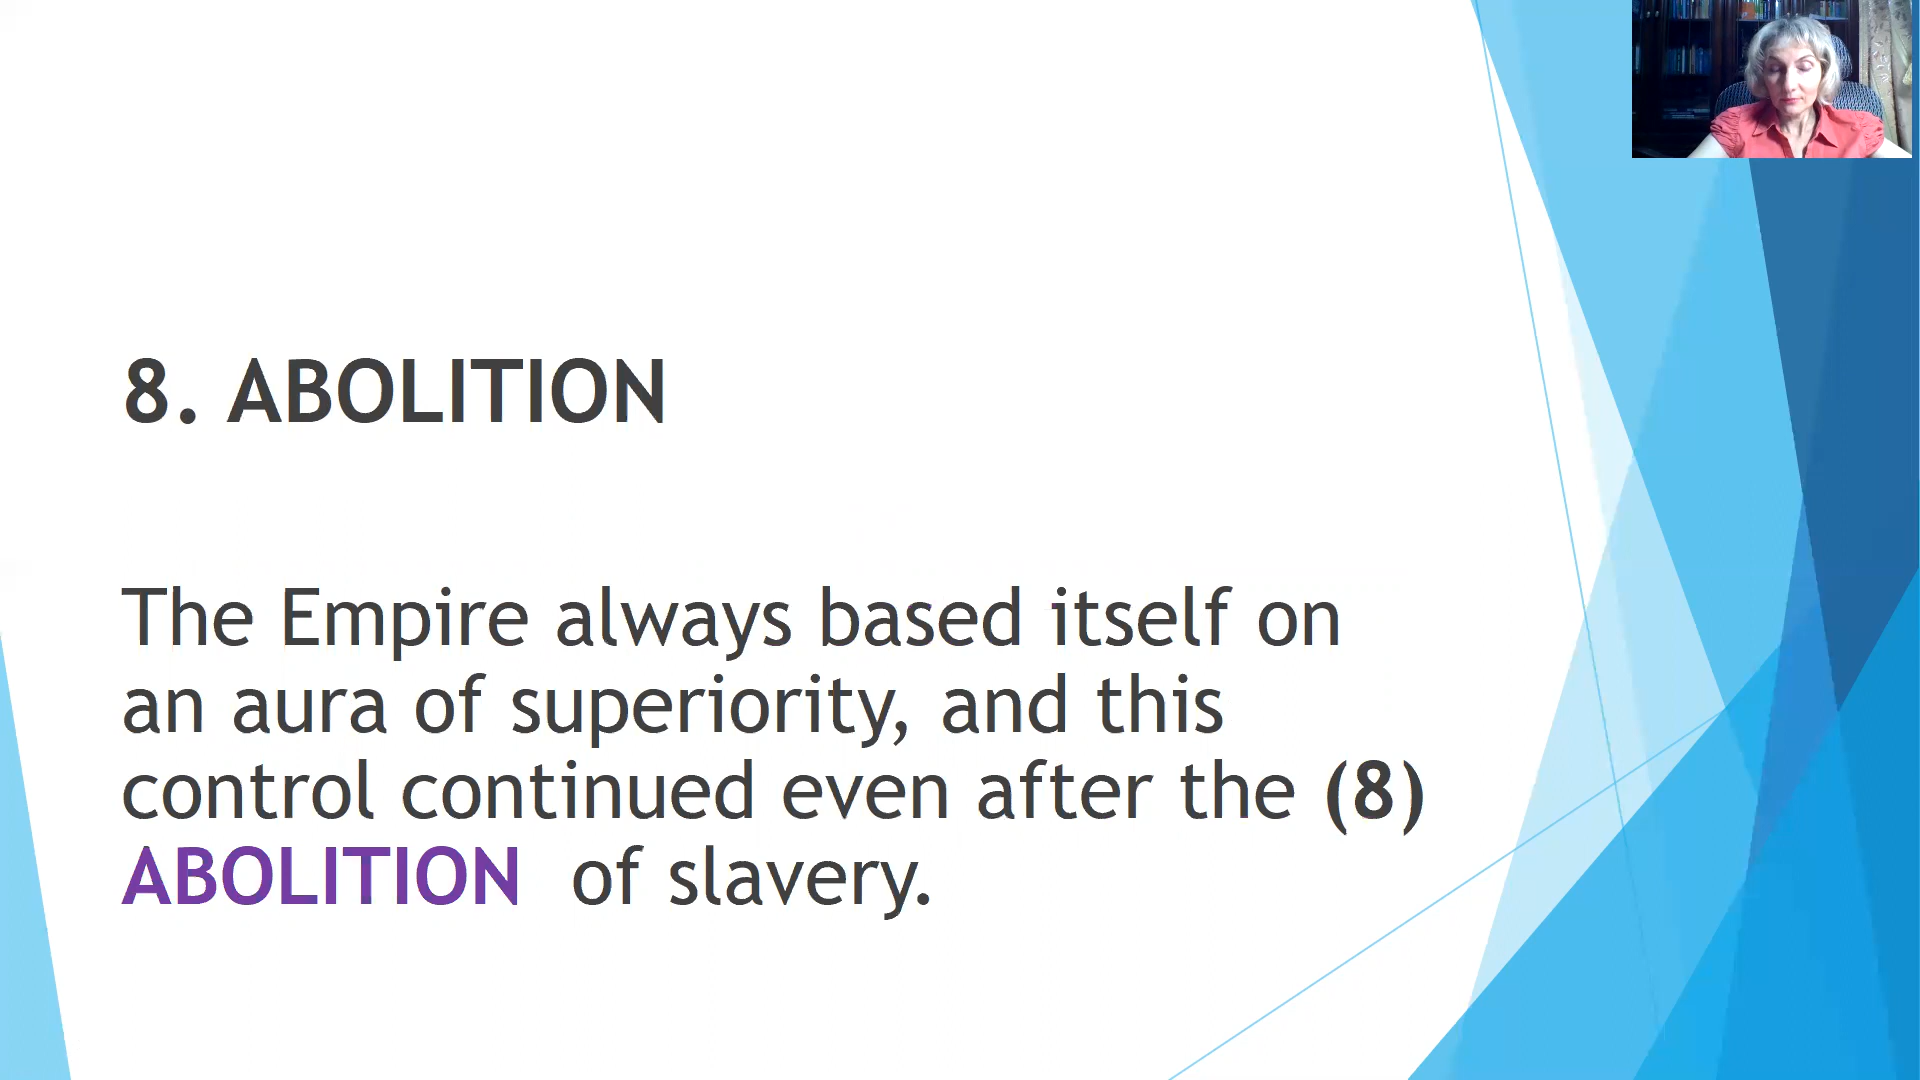 8. ABOLITION
The Empire always based itself on
an aura of superiority, and this
control continued even after the (8)
ABOLITION of slavery.